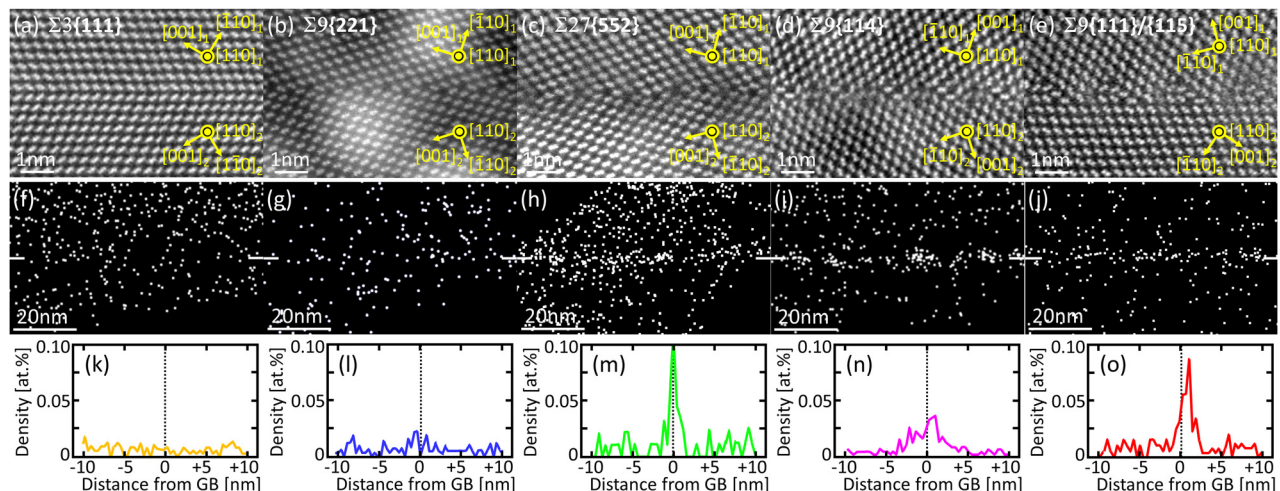 (a) Σ3{111}
[001]₁ [1̄10]₁
[110]₁
[110]₂
[001]₂ [1̄10]₂
1nm
(b) Σ9{221}
[1̄10]₁
[001]₁ [110]₁
[110]₂
[001]₂ [1̄10]₂
1nm
(c) Σ27{552}
[1̄10]₁
[001]₁ [110]₁
[110]₂
[001]₂ [1̄10]₂
1nm
(d) Σ9{114}
[1̄10]₁ [001]₁
[110]₁
[110]₂
[1̄10]₂ [001]₂
1nm
(e) Σ9{111}/{115}
[001]₁
[110]₁
[1̄10]₁
[110]₂
[1̄10]₂ [001]₂
1nm
(f) (g) (h) (i) (j)
20nm 20nm 20nm 20nm 20nm
0.10 0.10 0.10 0.10 0.10
(k) (l) (m) (n) (o)
Density [at.%] Density [at.%] Density [at.%] Density [at.%] Density [at.%]
0.05 0.05 0.05 0.05 0.05
0 0 0 0 0
-10 -5 0 +5 +10 -10 -5 0 +5 +10 -10 -5 0 +5 +10 -10 -5 0 +5 +10 -10 -5 0 +5 +10
Distance from GB [nm] Distance from GB [nm] Distance from GB [nm] Distance from GB [nm] Distance from GB [nm]